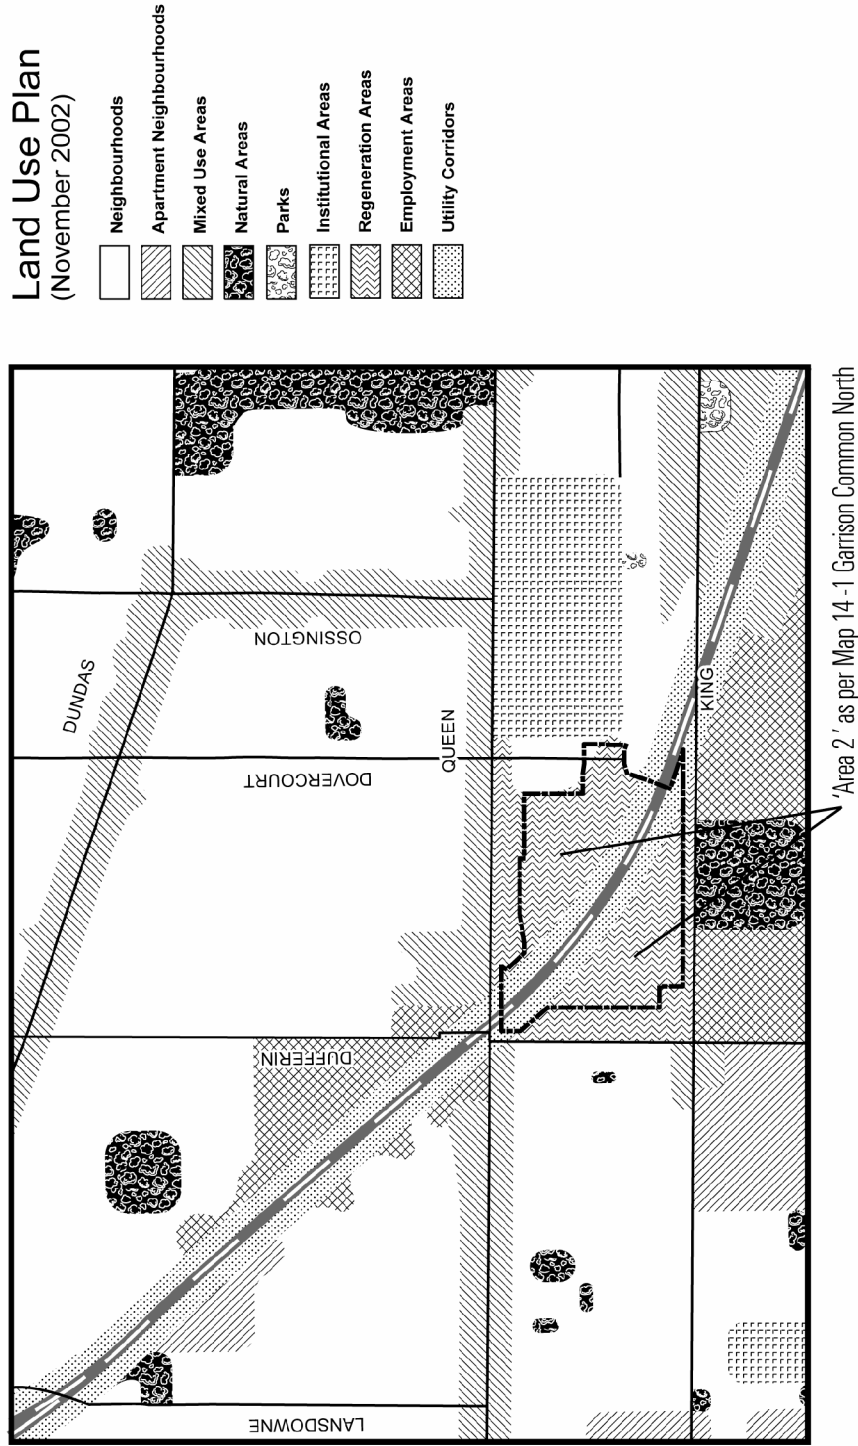 Land Use Plan
(November 2002)
Neighbourhoods
Apartment Neighbourhoods
Mixed Use Areas
Natural Areas
Parks
Institutional Areas
Regeneration Areas
Employment Areas
Utility Corridors
DUNDAS
OSSINGTON
DOVERCOURT
QUEEN
DUFFERIN
LANSDOWNE
KING
'Area 2 ' as per Map 14 -1 Garrison Common North